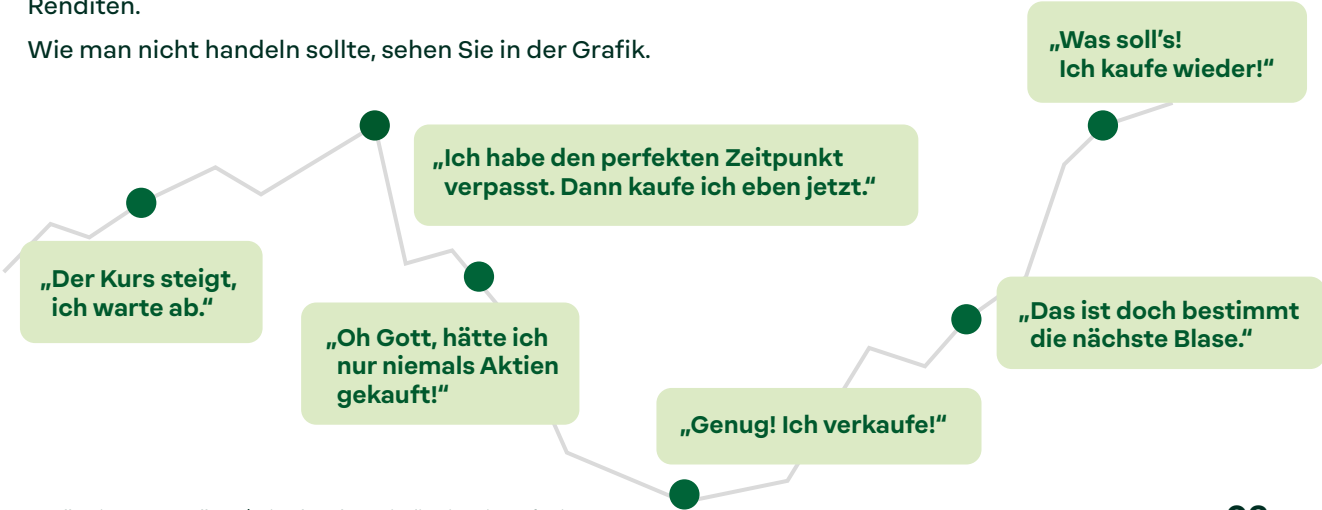 Renditen.
Wie man nicht handeln sollte, sehen Sie in der Grafik.
„Was soll's!
Ich kaufe wieder!“
„Ich habe den perfekten Zeitpunkt
verpasst. Dann kaufe ich eben jetzt.“
„Der Kurs steigt,
ich warte ab.“
„Oh Gott, hätte ich
nur niemals Aktien
gekauft!“
„Das ist doch bestimmt
die nächste Blase.“
„Genug! Ich verkaufe!“